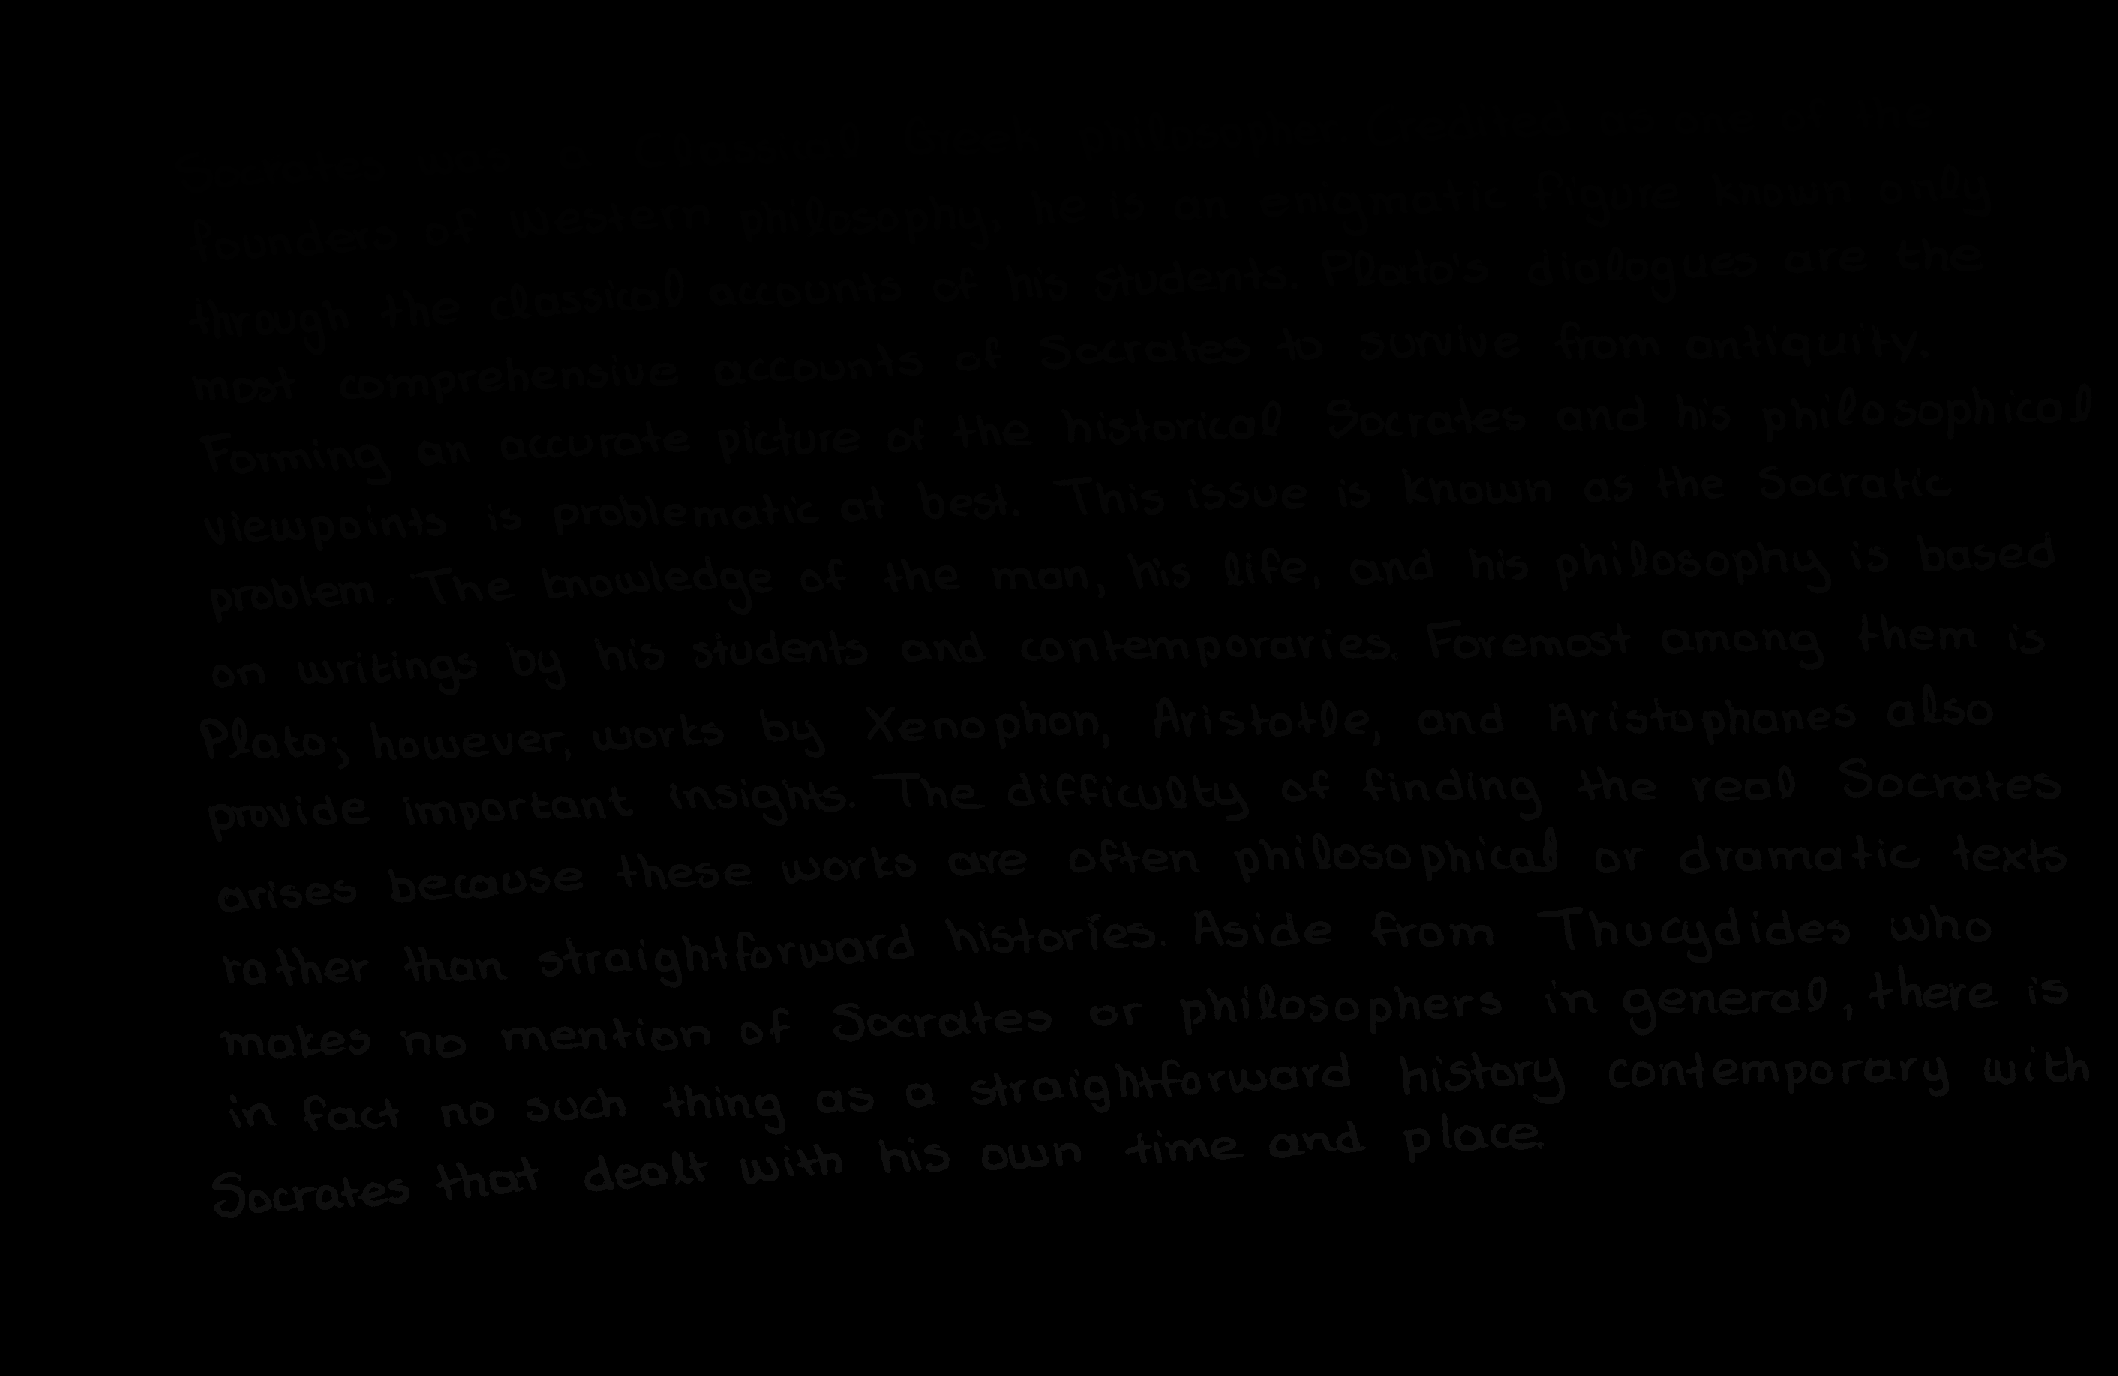 Socrates was a Classical Greek philosopher. Credited as one of the
founders of Western philosophy, he is an enigmatic figure known only
through the classical accounts of his students. Plato's dialogues are the
most comprehensive accounts of Socrates to survive from antiquity.
Forming an accurate picture of the historical Socrates and his philosophical
viewpoints is problematic at best. This issue is known as the Socratic
problem. The knowledge of the man, his life, and his philosophy is based
on writings by his students and contemporaries. Foremost among them is
Plato; however, works by Xenophon, Aristotle, and Aristophanes also
provide important insights. The difficulty of finding the real Socrates
arises because these works are often philosophical or dramatic texts
rather than straightforward histories. Aside from Thucydides who
makes no mention of Socrates or philosophers in general, there is
in fact no such thing as a straightforward history contemporary with
Socrates that dealt with his own time and place.